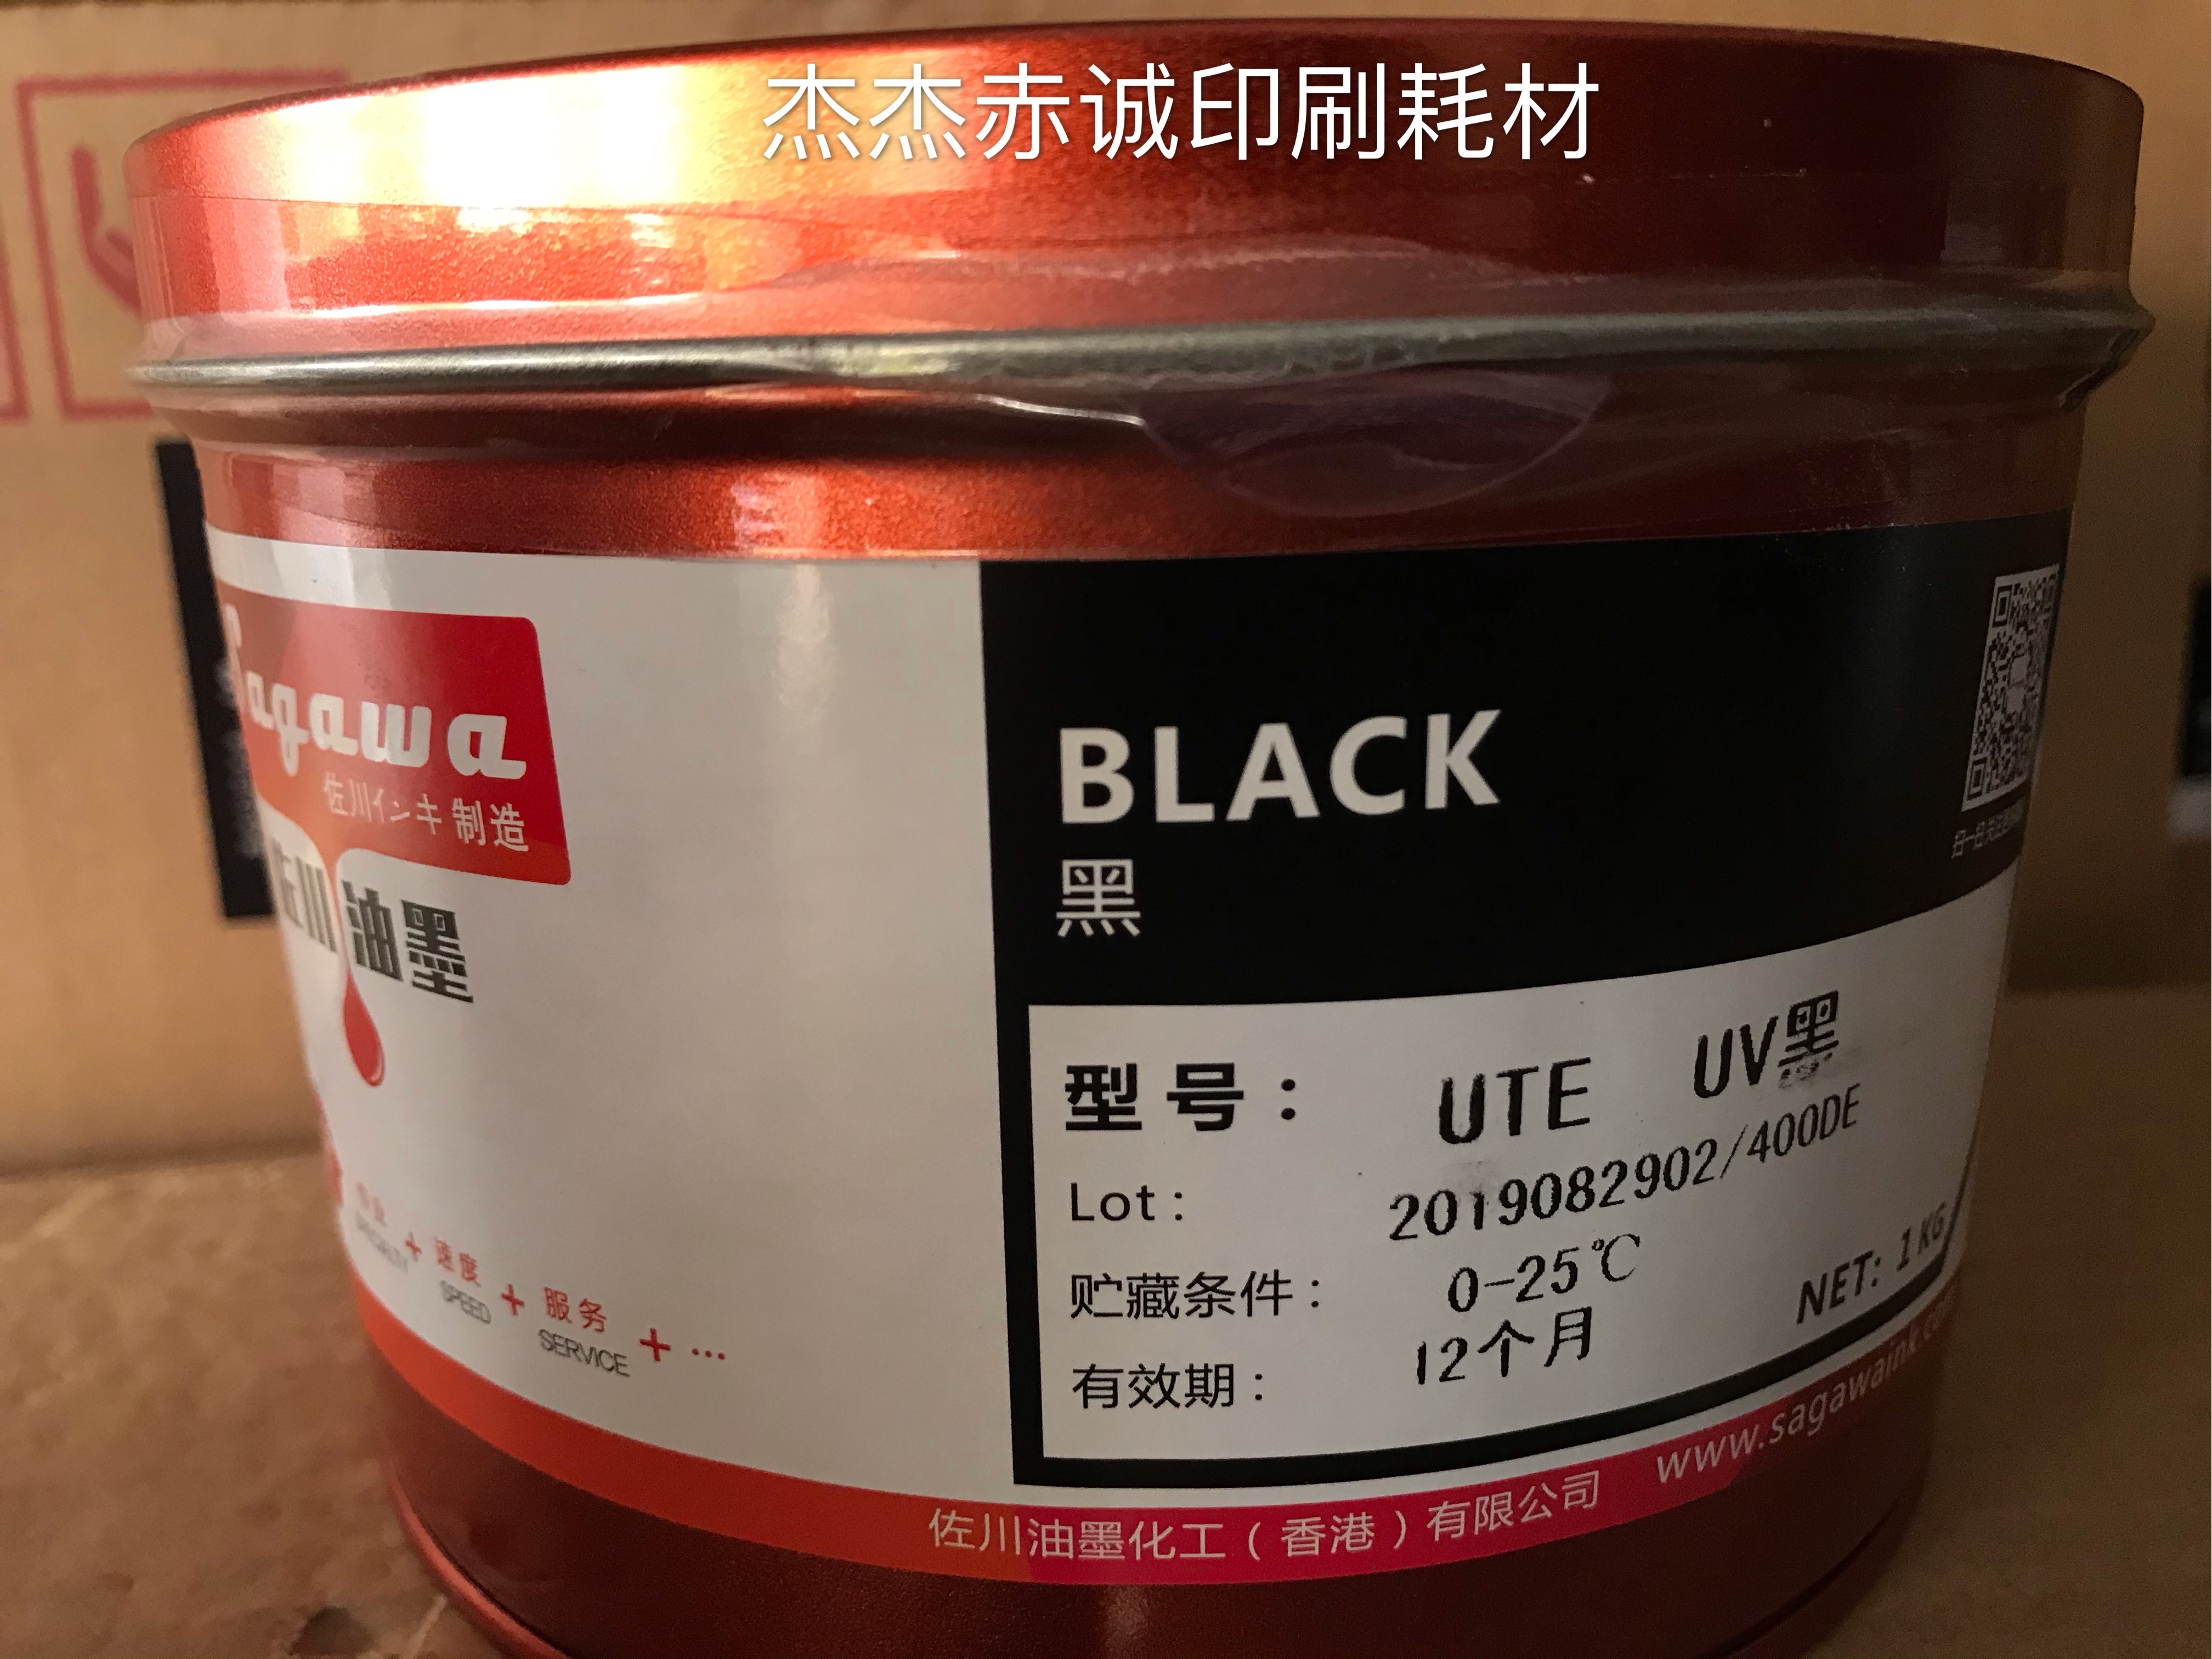 杰杰赤诚印刷耗材
Sagawa
佐川インキ 制造
佐川油墨
+ 速度 + 服务 + ...
SPEED SERVICE
BLACK
黑
型号： UTE UV黑
Lot: 2019082902/400DE
贮藏条件： 0-25℃
有效期： 12个月
NET: 1KG
佐川油墨化工（香港）有限公司 www.sagawaink.co